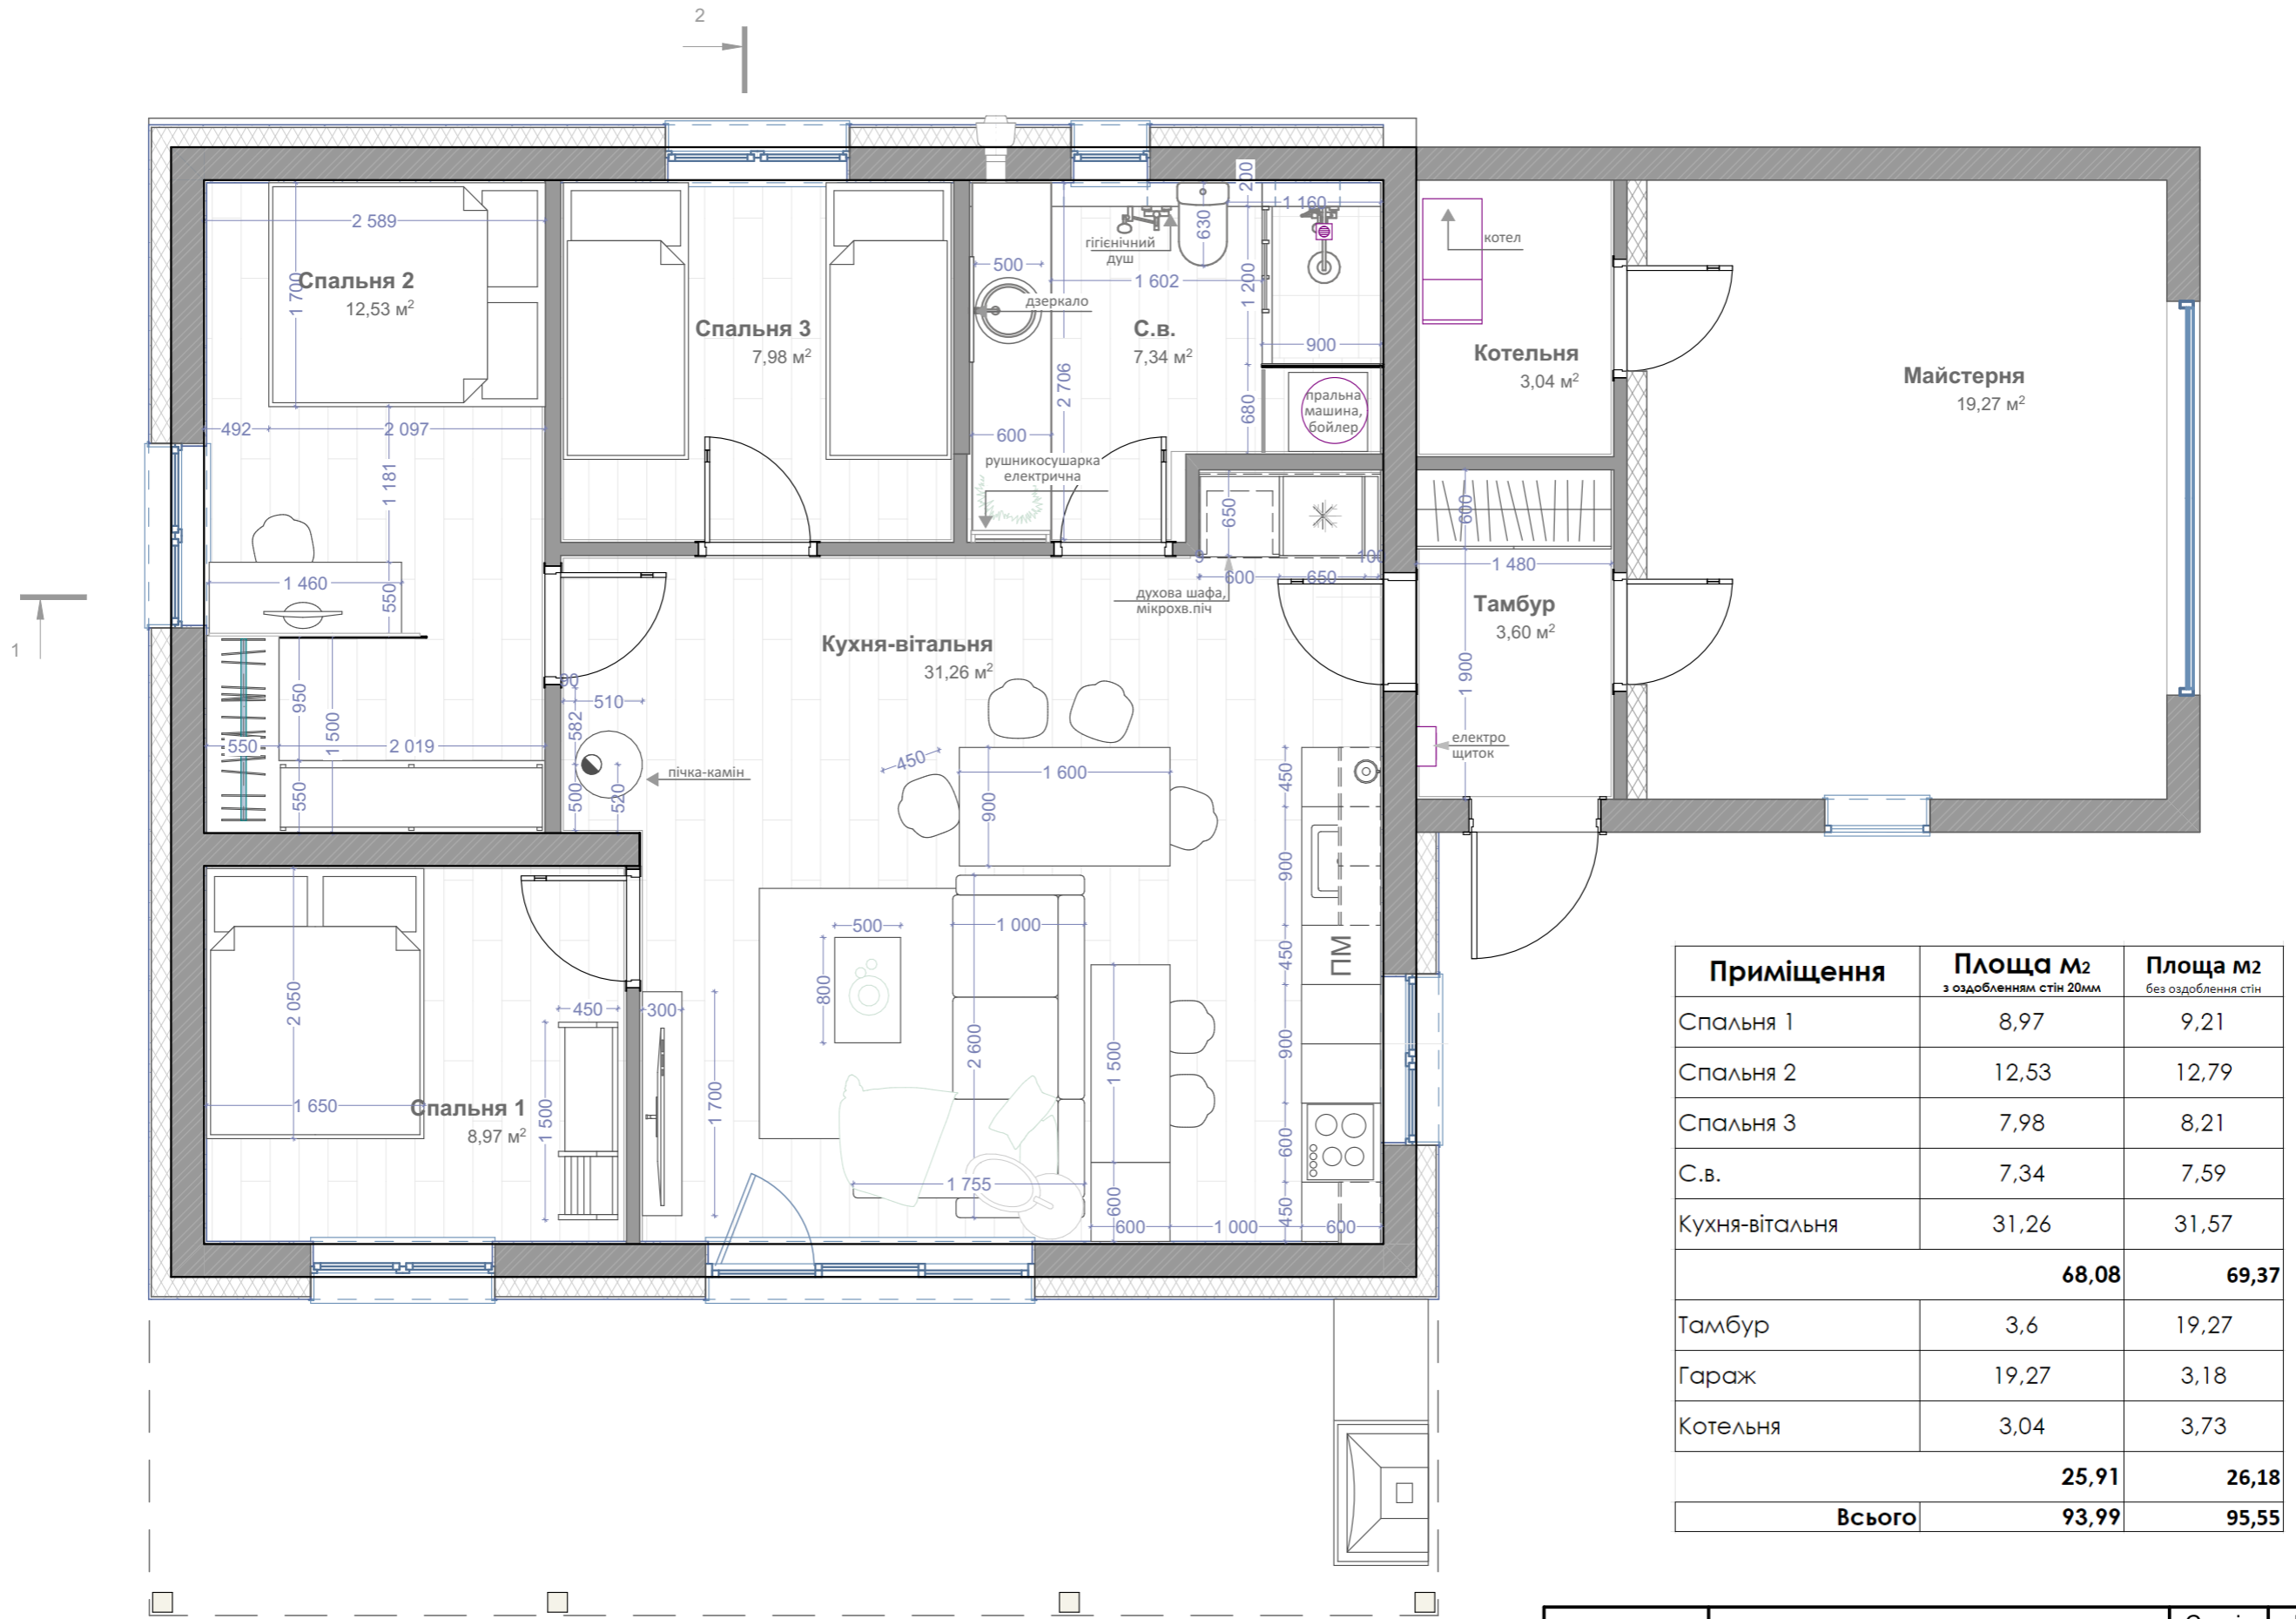 2
1
2 589
1 700
Спальня 2
12,53 м²
492
2 097
1 181
1 460
550
950
1 500
550
2 019
550
Спальня 3
7,98 м²
500
дзеркало
600
рушникосушарка
електрична
гігієнічний
душ
630
200
1 160
1 602
1 200
С.в.
7,34 м²
2 706
900
680
пральна
машина,
бойлер
650
600
650
100
духова шафа,
мікрохв.піч
котел
Котельня
3,04 м²
600
1 480
Тамбур
3,60 м²
1 900
електро
щиток
Майстерня
19,27 м²
Кухня-вітальня
31,26 м²
90
510
582
500
520
пічка-камін
450
1 600
900
450
900
450
ПМ
900
600
450
500
800
1 000
2 600
1 500
600
1 755
600
1 000
600
2 050
1 650
Спальня 1
8,97 м²
450
1 500
300
1 700
Приміщення
Площа м2
з оздобленням стін 20мм
Площа м2
без оздоблення стін
Спальня 1 8,97 9,21
Спальня 2 12,53 12,79
Спальня 3 7,98 8,21
С.в. 7,34 7,59
Кухня-вітальня 31,26 31,57
68,08 69,37
Тамбур 3,6 19,27
Гараж 19,27 3,18
Котельня 3,04 3,73
25,91 26,18
Всього 93,99 95,55